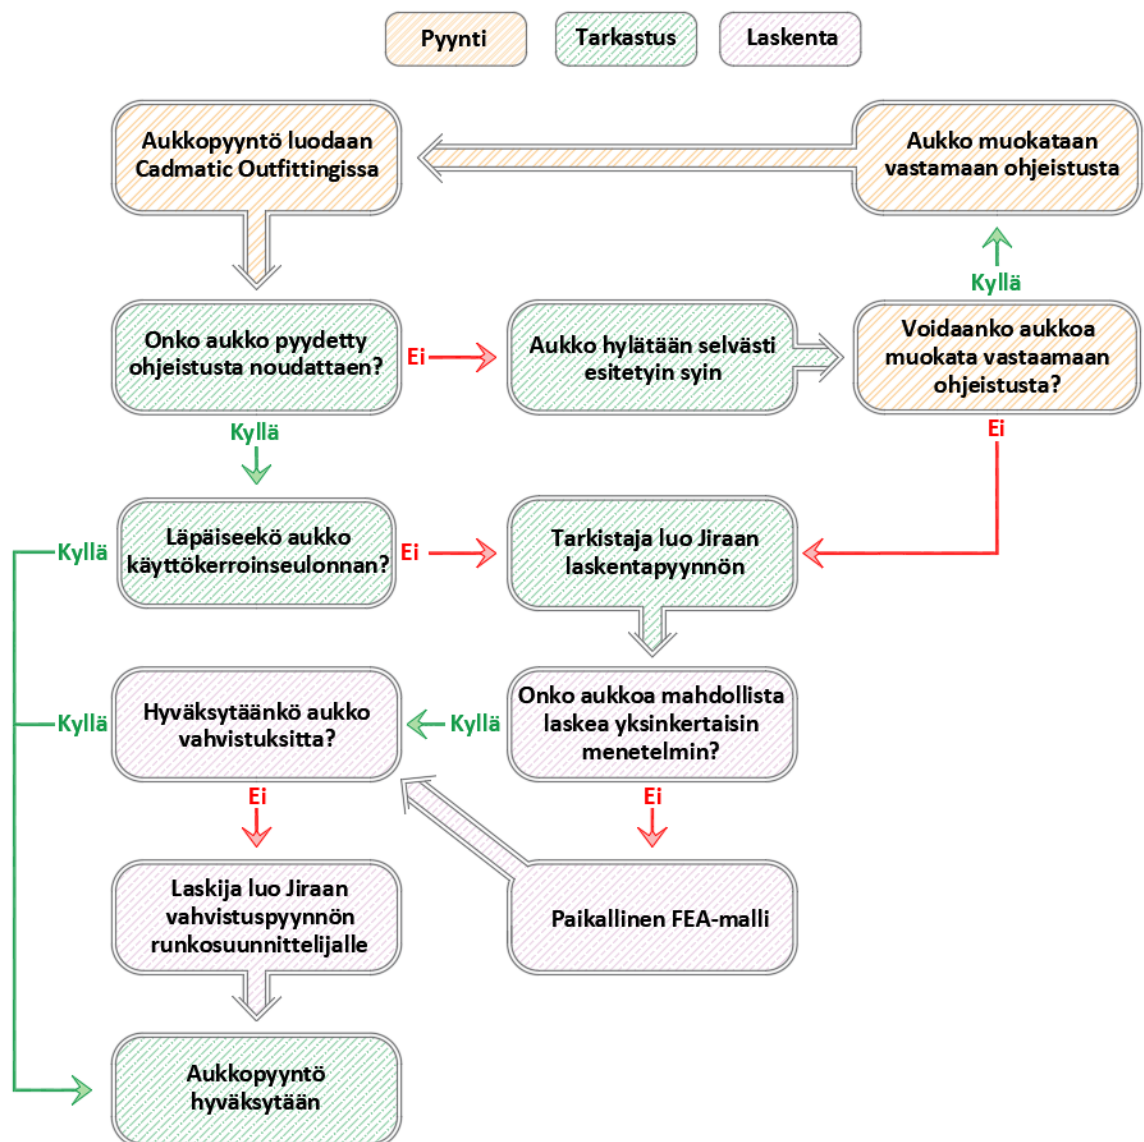 Pyynti
Tarkastus
Laskenta
Aukkopyyntö luodaan
Cadmatic Outfittingissa
Aukko muokataan
vastamaan ohjeistusta
Kyllä
Onko aukko pyydetty
ohjeistusta noudattaen?
Ei
Aukko hylätään selvästi
esitetyin syin
Voidaanko aukkoa
muokata vastaamaan
ohjeistusta?
Kyllä
Ei
Kyllä
Läpäiseekö aukko
käyttökerroinseulonnan?
Ei
Tarkistaja luo Jiraan
laskentapyynnön
Kyllä
Hyväksytäänkö aukko
vahvistuksitta?
Kyllä
Onko aukkoa mahdollista
laskea yksinkertaisin
menetelmin?
Ei
Ei
Laskija luo Jiraan
vahvistuspyynnön
runkosuunnittelijalle
Paikallinen FEA-malli
Aukkopyyntö
hyväksytään